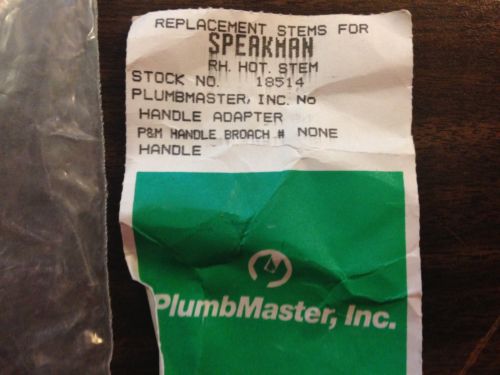 REPLACEMENT STEMS FOR
SPEAKMAN
RH. HOT. STEM
STOCK NO. 18514
PLUMBMASTER, INC. No
HANDLE ADAPTER
P&M HANDLE BROACH # NONE
HANDLE
PlumbMaster, Inc.